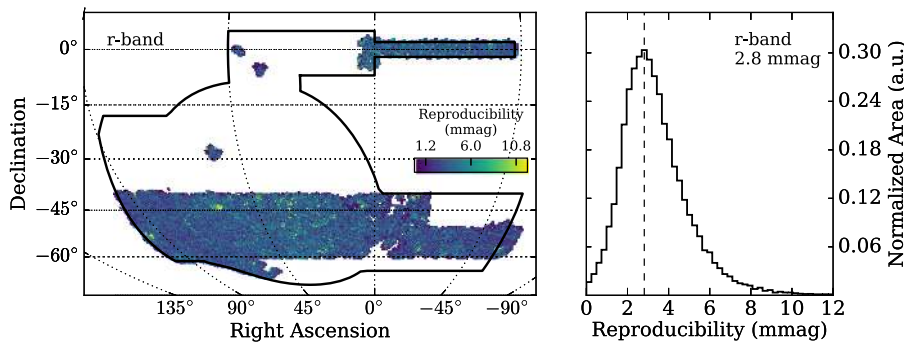 r-band
0°
−15°
−30°
−45°
−60°
Declination
Reproducibility
(mmag)
1.2 6.0 10.8
135° 90° 45° 0° −45° −90°
Right Ascension
r-band
2.8 mmag
0.30
0.24
0.18
0.12
0.06
Normalized Area (a.u.)
0 2 4 6 8 10 12
Reproducibility (mmag)